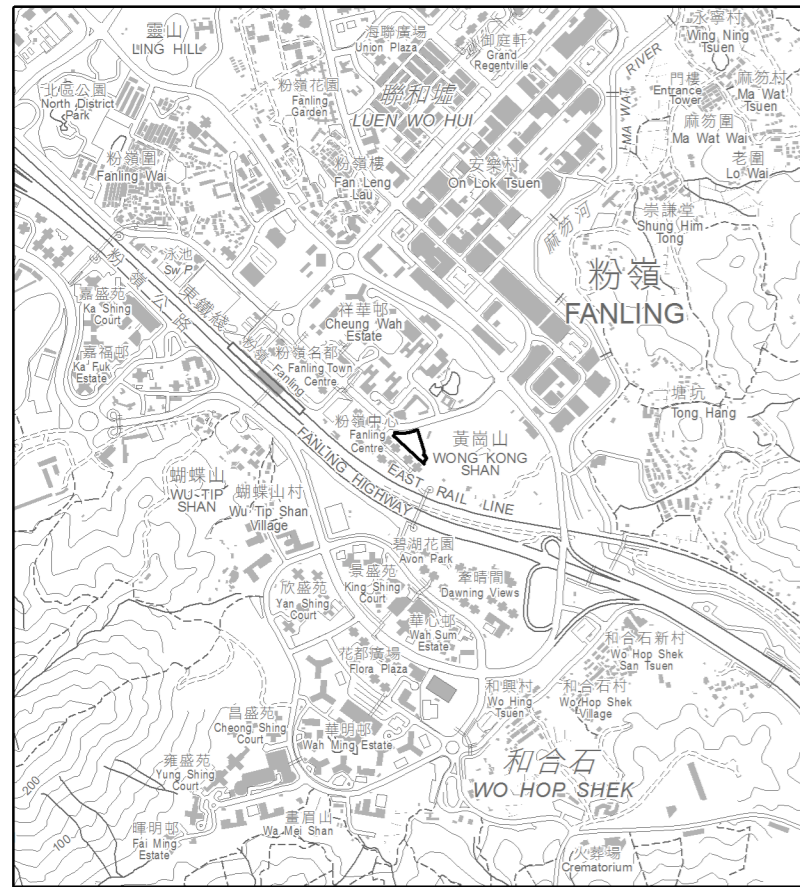 靈山
LING HILL
海聯廣場
Union Plaza
御庭軒
Grand
Regentville
永寧村
Wing Ning
Tsuen
北區公園
North District
Park
粉嶺花園
Fanling
Garden
聯和墟
LUEN WO HUI
MA WAT RIVER
門樓
Entrance
Tower
麻笏村
Ma Wat
Tsuen
麻笏圍
Ma Wat Wai
粉嶺圍
Fanling Wai
粉嶺樓
Fan Leng
Lau
安樂村
On Lok Tsuen
老圍
Lo Wai
麻笏河
崇謙堂
Shung Him
Tong
泳池
Sw P
粉嶺公路
東鐵綫
粉嶺
FANLING
嘉盛苑
Ka Shing
Court
祥華邨
Cheung Wah
Estate
嘉福邨
Ka Fuk
Estate
粉嶺
Fanling
粉嶺名都
Fanling Town
Centre
塘坑
Tong Hang
粉嶺中心
Fanling
Centre
黃崗山
WONG KONG
SHAN
FANLING HIGHWAY
EAST RAIL LINE
蝴蝶山
WU TIP
SHAN
蝴蝶山村
Wu Tip Shan
Village
碧湖花園
Avon Park
景盛苑
King Shing
Court
牽晴間
Dawning Views
欣盛苑
Yan Shing
Court
華心邨
Wah Sum
Estate
和合石新村
Wo Hop Shek
San Tsuen
花都廣場
Flora Plaza
和興村
Wo Hing
Tsuen
和合石村
Wo Hop Shek
Village
昌盛苑
Cheong Shing
Court
華明邨
Wah Ming Estate
和合石
WO HOP SHEK
雍盛苑
Yung Shing
Court
200
100
畫眉山
Wa Mei Shan
暉明邨
Fai Ming
Estate
火葬場
Crematorium